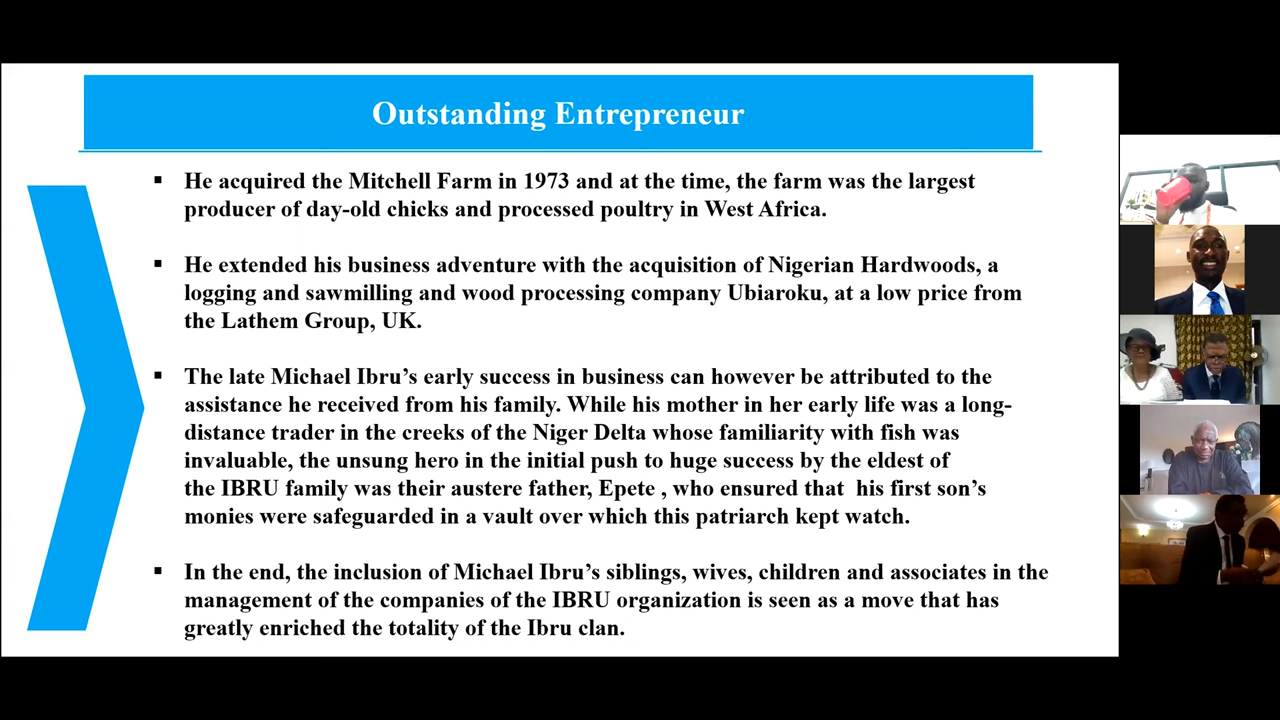 Outstanding Entrepreneur
▪ He acquired the Mitchell Farm in 1973 and at the time, the farm was the largest
producer of day-old chicks and processed poultry in West Africa.
▪ He extended his business adventure with the acquisition of Nigerian Hardwoods, a
logging and sawmilling and wood processing company Ubiaroku, at a low price from
the Lathem Group, UK.
▪ The late Michael Ibru’s early success in business can however be attributed to the
assistance he received from his family. While his mother in her early life was a long-
distance trader in the creeks of the Niger Delta whose familiarity with fish was
invaluable, the unsung hero in the initial push to huge success by the eldest of
the IBRU family was their austere father, Epete , who ensured that  his first son’s
monies were safeguarded in a vault over which this patriarch kept watch.
▪ In the end, the inclusion of Michael Ibru’s siblings, wives, children and associates in the
management of the companies of the IBRU organization is seen as a move that has
greatly enriched the totality of the Ibru clan.